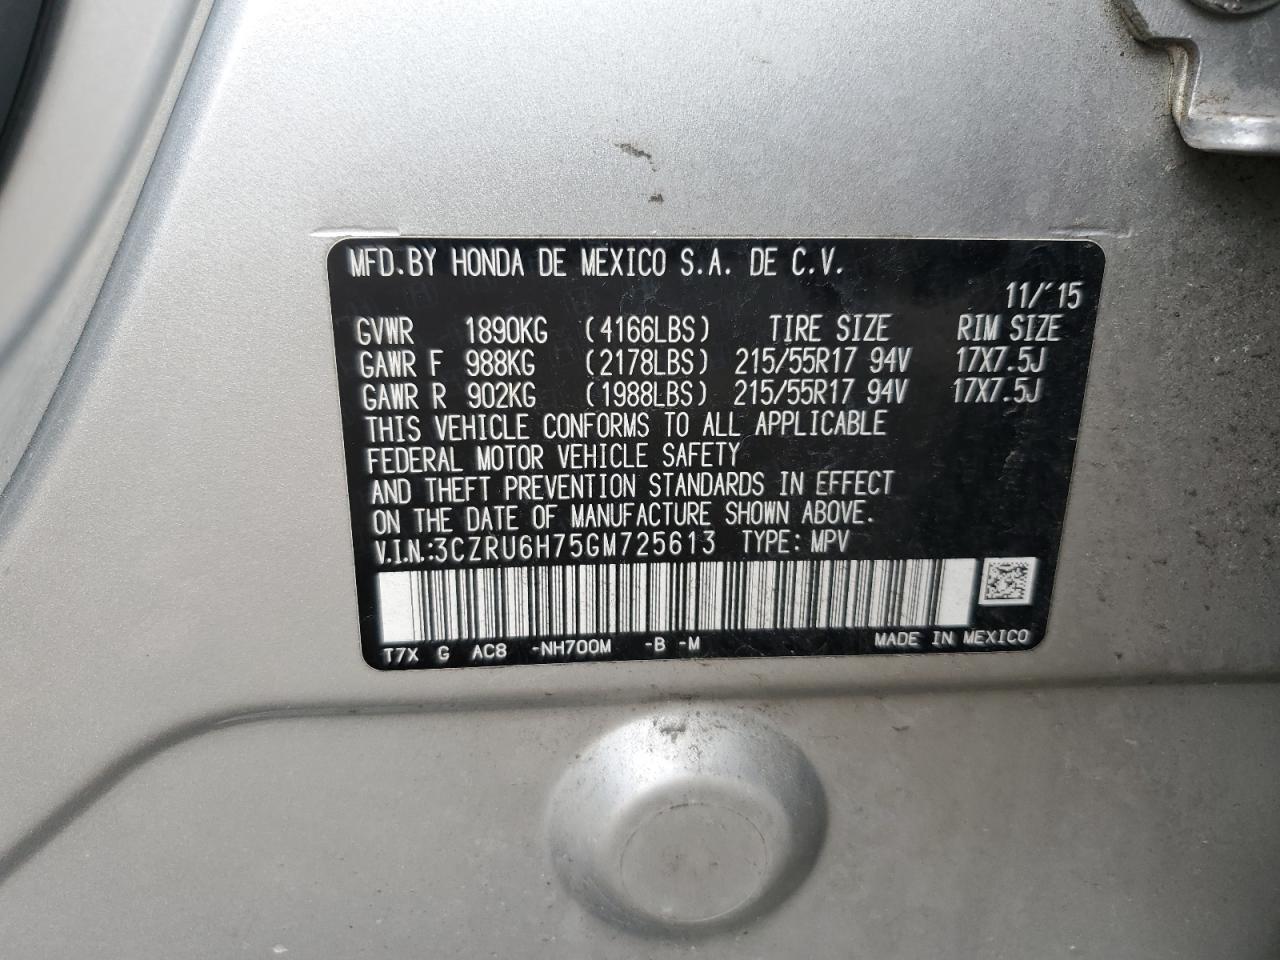 MFD.BY HONDA DE MEXICO S.A. DE C.V.
11/'15
GVWR 1890KG (4166LBS) TIRE SIZE RIM SIZE
GAWR F 988KG (2178LBS) 215/55R17 94V 17X7.5J
GAWR R 902KG (1988LBS) 215/55R17 94V 17X7.5J
THIS VEHICLE CONFORMS TO ALL APPLICABLE
FEDERAL MOTOR VEHICLE SAFETY
AND THEFT PREVENTION STANDARDS IN EFFECT
ON THE DATE OF MANUFACTURE SHOWN ABOVE.
V.I.N.:3CZRU6H75GM725613 TYPE: MPV
T7X G AC8 -NH700M -B -M MADE IN MEXICO